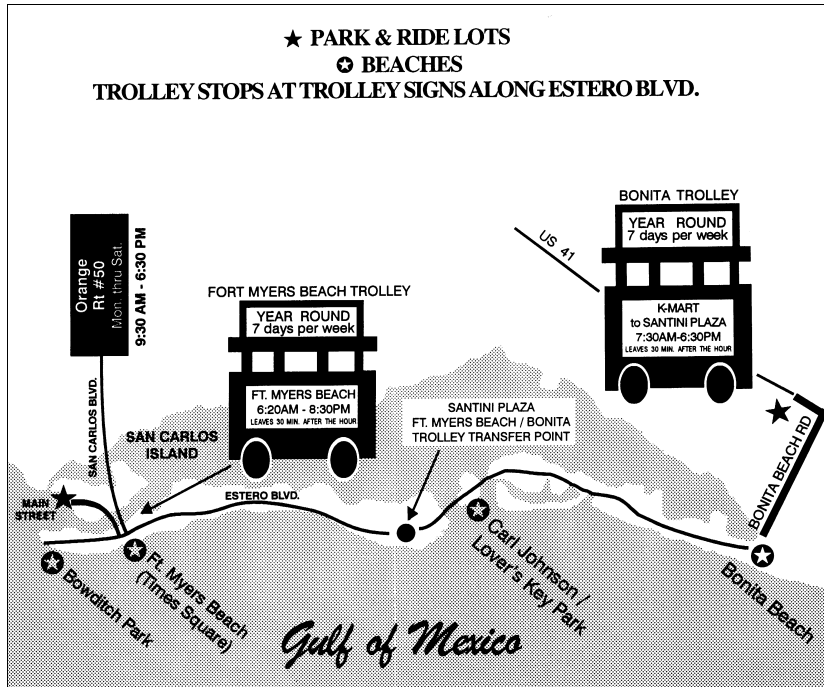 ★ PARK & RIDE LOTS
✪ BEACHES
TROLLEY STOPS AT TROLLEY SIGNS ALONG ESTERO BLVD.
BONITA TROLLEY
YEAR ROUND
7 days per week
K-MART
to SANTINI PLAZA
7:30AM-6:30PM
LEAVES 30 MIN. AFTER THE HOUR
US 41
Orange
Rt #50
Mon. thru Sat.
9:30 AM - 6:30 PM
FORT MYERS BEACH TROLLEY
YEAR ROUND
7 days per week
FT. MYERS BEACH
6:20AM - 8:30PM
LEAVES 30 MIN. AFTER THE HOUR
SAN CARLOS BLVD.
SAN CARLOS
ISLAND
SANTINI PLAZA
FT. MYERS BEACH / BONITA
TROLLEY TRANSFER POINT
BONITA BEACH RD
MAIN
STREET
ESTERO BLVD.
Bowditch Park
Ft. Myers Beach
(Times Square)
Carl Johnson /
Lover's Key Park
Bonita Beach
Gulf of Mexico